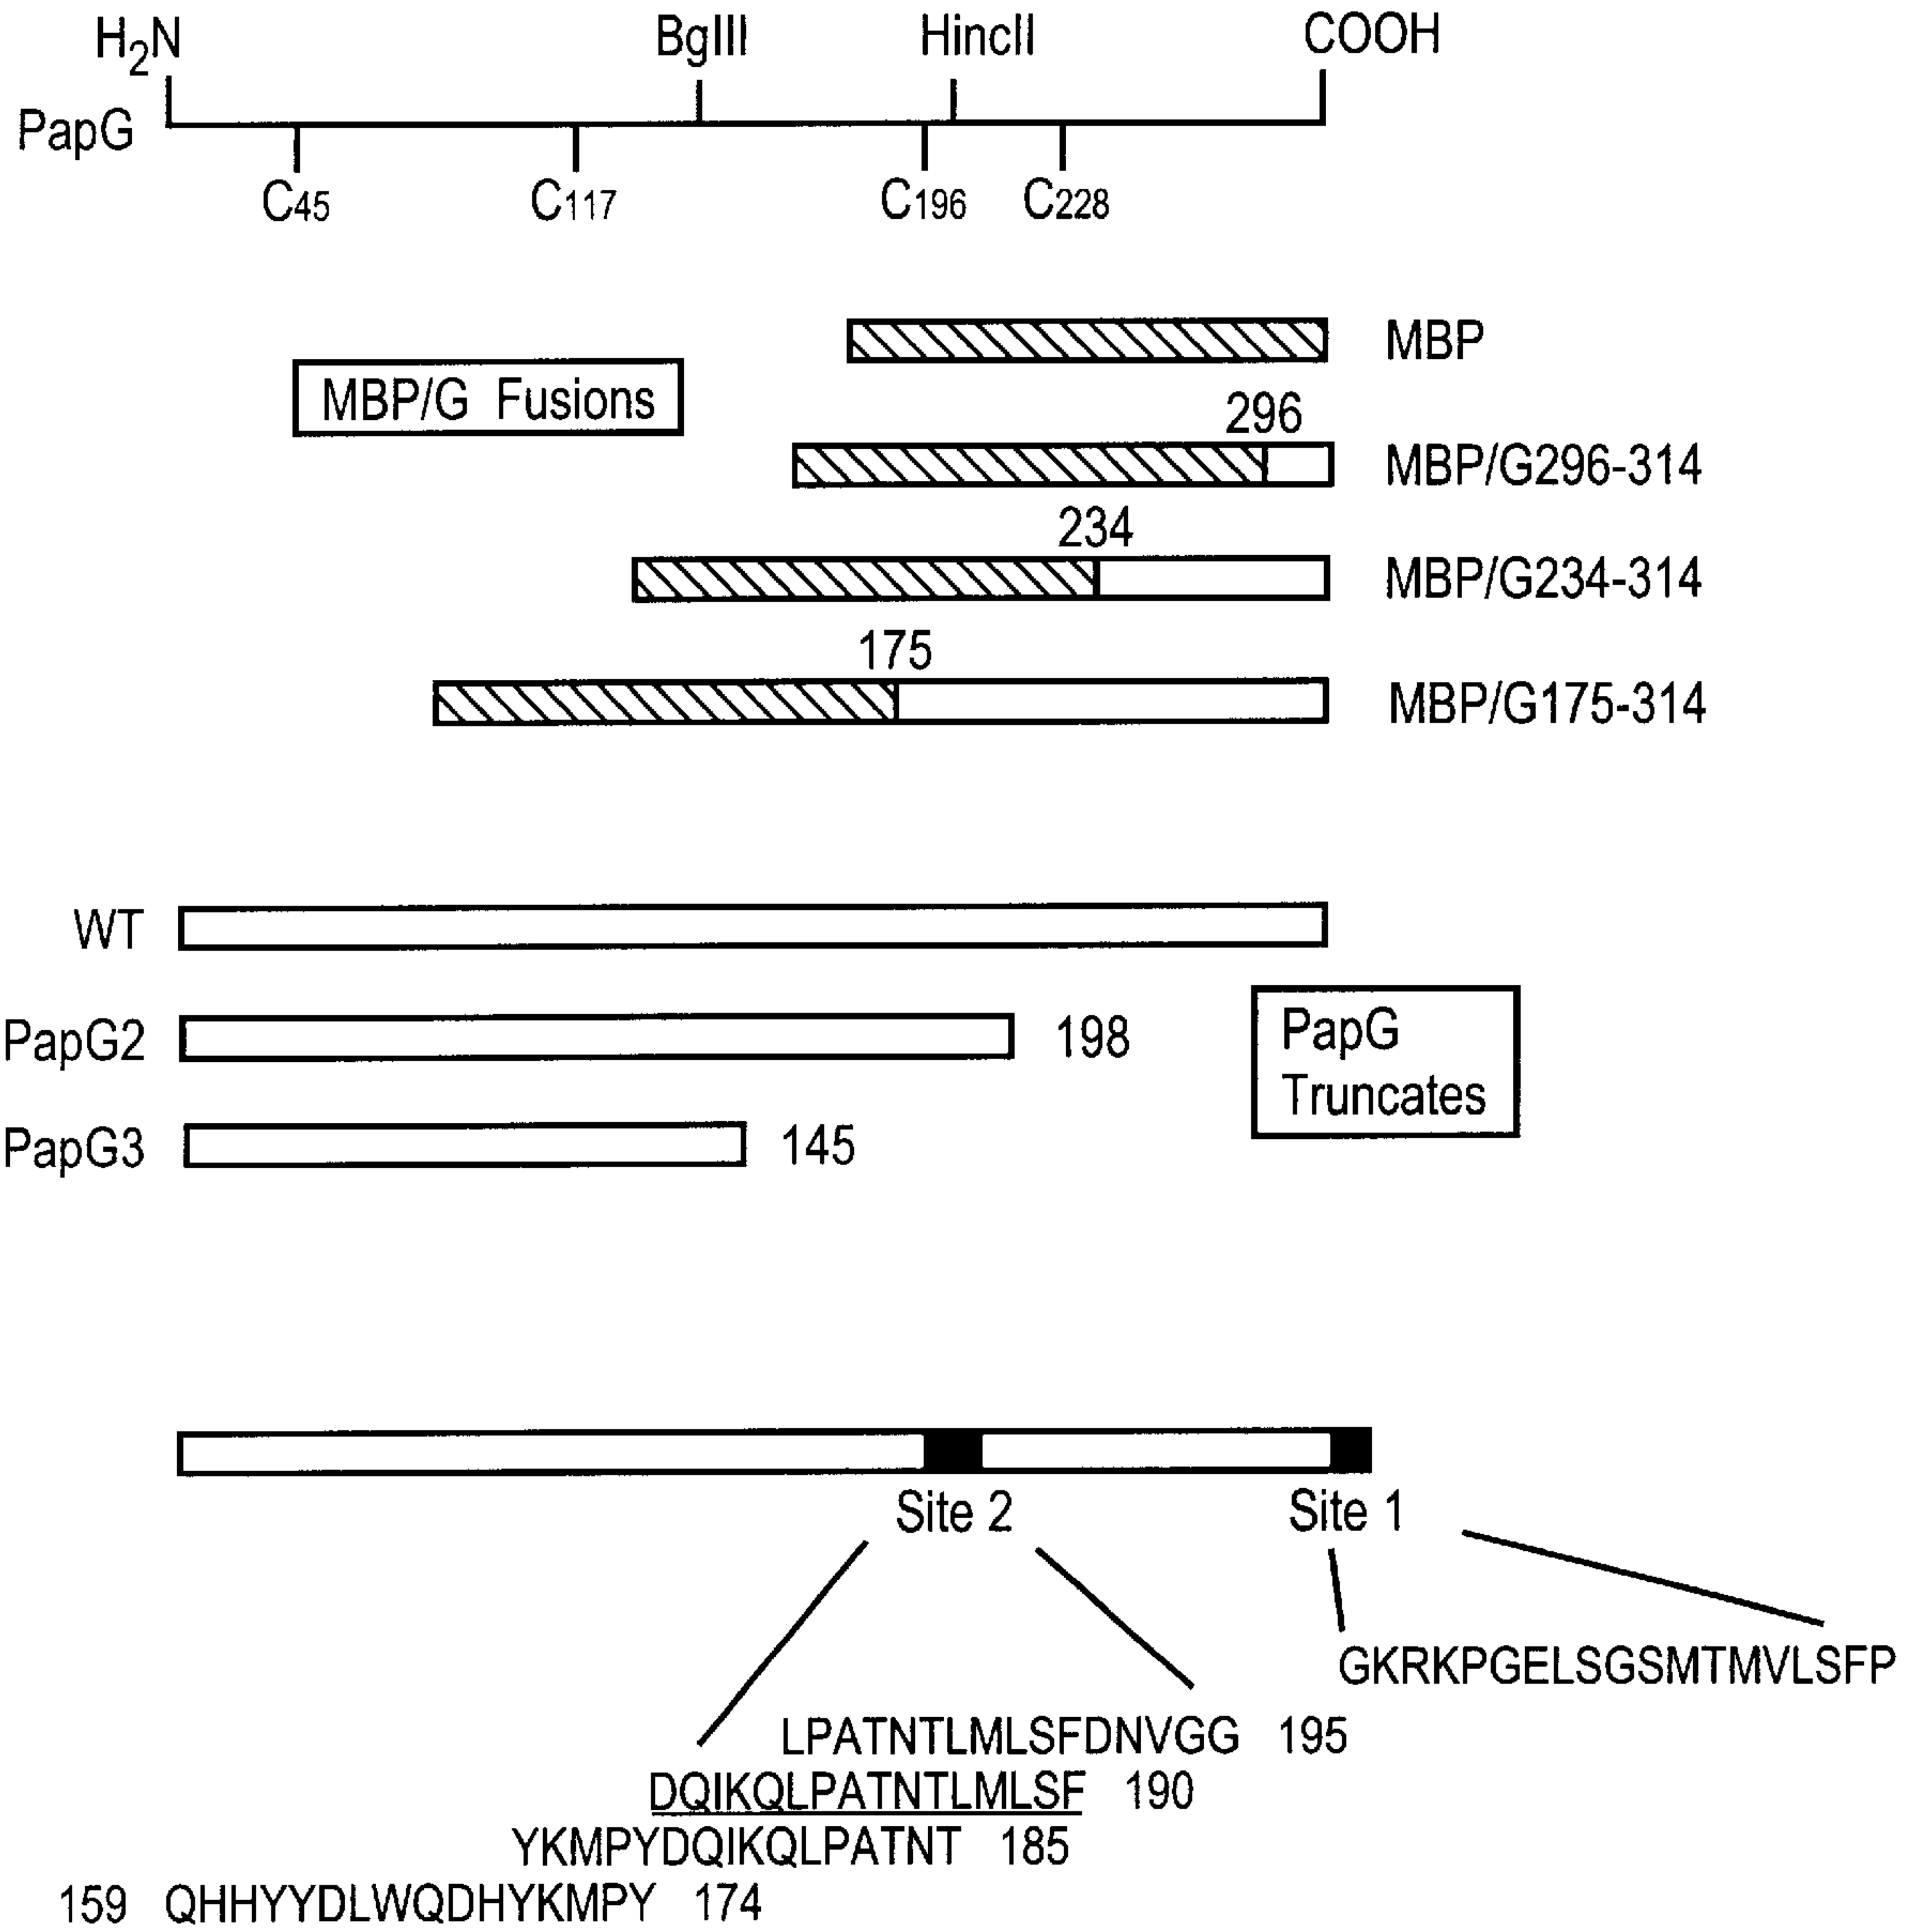 H2N BglII HincII COOH
PapG
C45 C117 C196 C228
MBP
MBP/G Fusions
296
MBP/G296-314
234
MBP/G234-314
175
MBP/G175-314
WT
PapG2 198
PapG
Truncates
PapG3 145
Site 2 Site 1
GKRKPGELSGSMTMVLSFP
LPATNTLMLSFDNVGG 195
DQIKQLPATNTLMLSF 190
YKMPYDQIKQLPATNT 185
159 QHHYYDLWQDHYKMPY 174